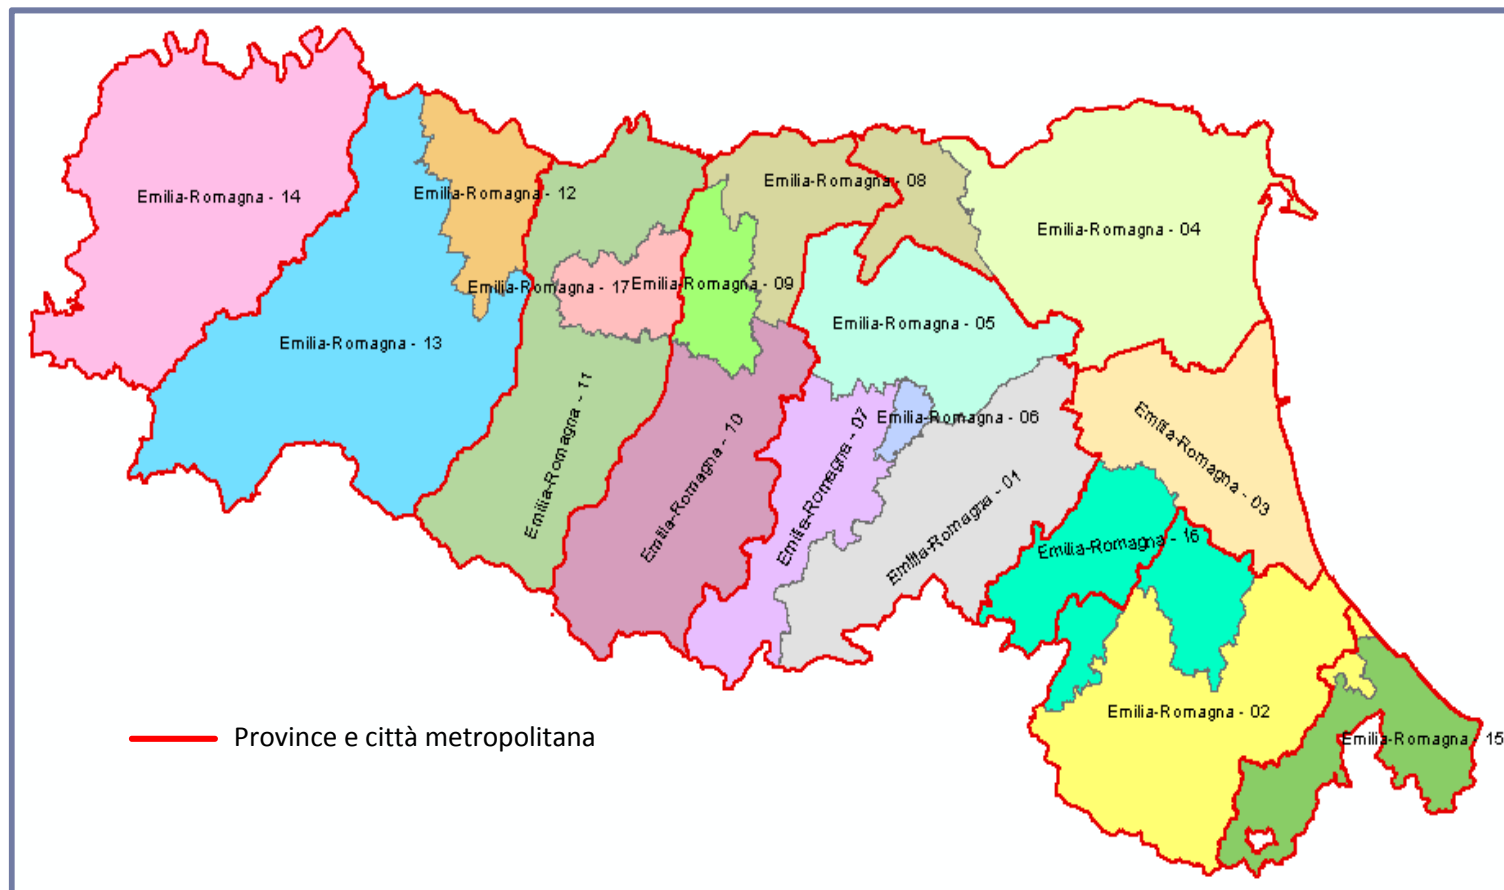 Emilia-Romagna - 14
Emilia-Romagna - 12
Emilia-Romagna - 08
Emilia-Romagna - 04
Emilia-Romagna - 17
Emilia-Romagna - 09
Emilia-Romagna - 13
Emilia-Romagna - 05
Emilia-Romagna - 11
Emilia-Romagna - 10
Emilia-Romagna - 07
Emilia-Romagna - 06
Emilia-Romagna - 01
Emilia-Romagna - 03
Emilia-Romagna - 16
Emilia-Romagna - 02
Emilia-Romagna - 15
Province e città metropolitana